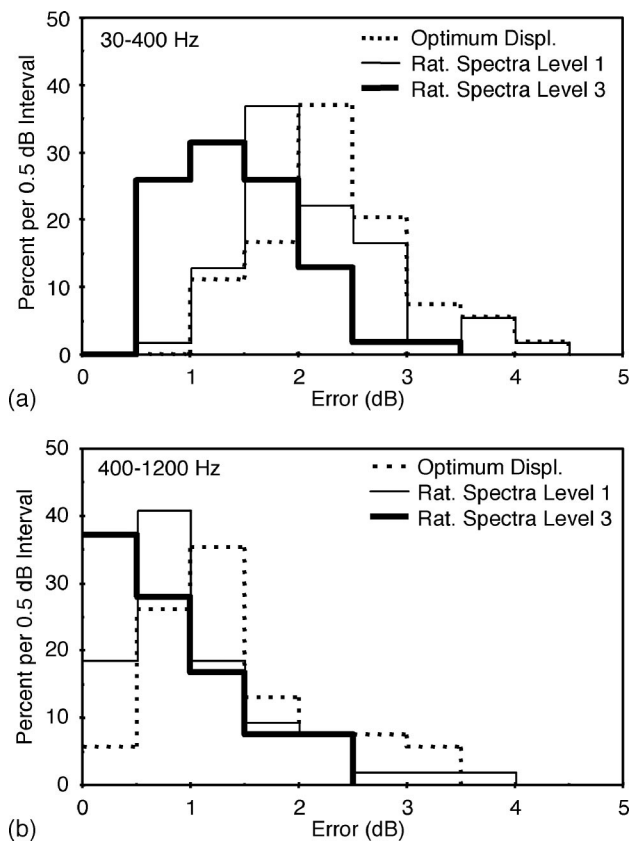 50
40
30
20
10
0
Percent per 0.5 dB Interval
30-400 Hz
Optimum Displ.
Rat. Spectra Level 1
Rat. Spectra Level 3
0 1 2 3 4 5
(a)
Error (dB)
50
40
30
20
10
0
Percent per 0.5 dB Interval
400-1200 Hz
Optimum Displ.
Rat. Spectra Level 1
Rat. Spectra Level 3
0 1 2 3 4 5
(b)
Error (dB)